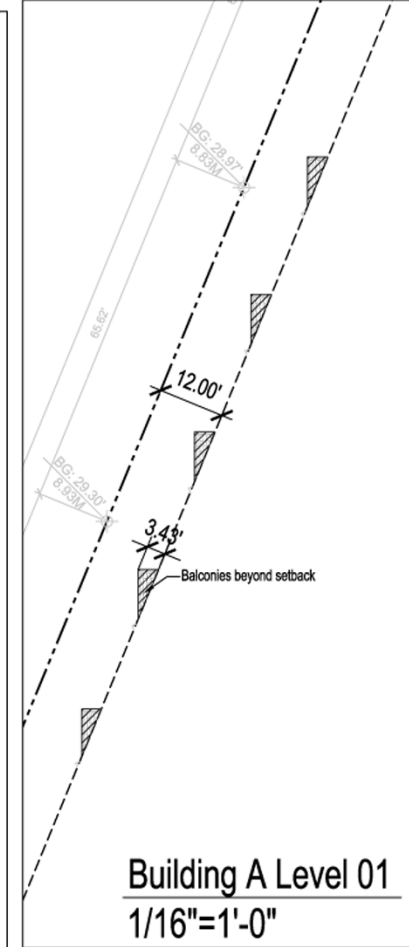 BG: 28.97'
8.83M
65.62'
12.00'
BG: 29.30'
8.93M
3.43'
Balconies beyond setback
Building A Level 01
1/16"=1'-0"